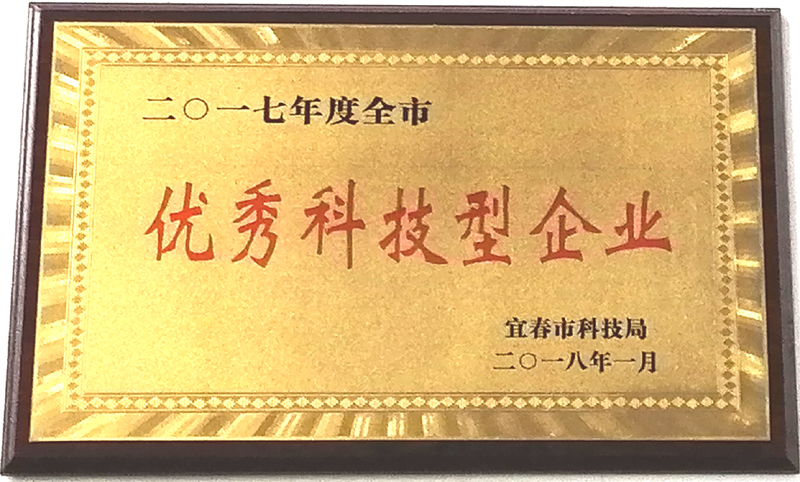 二〇一七年度全市
优秀科技型企业
宜春市科技局
二〇一八年一月